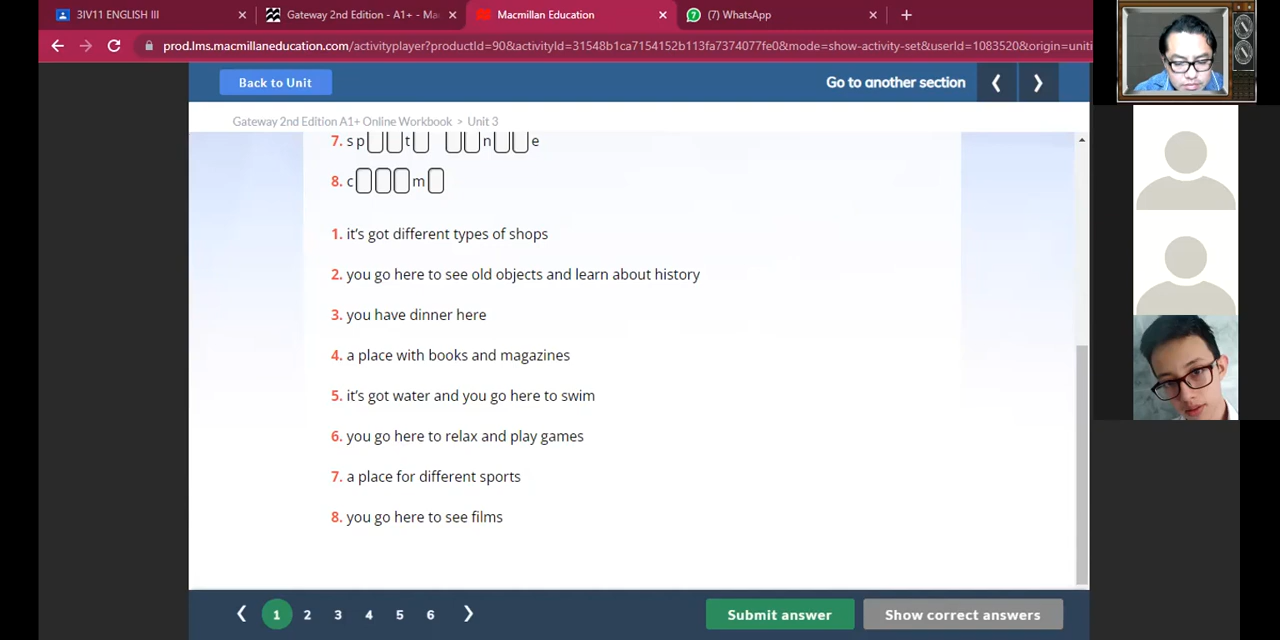 3IV11 ENGLISH III
Gateway 2nd Edition - A1+ - Ma
Macmillan Education
(7) WhatsApp
prod.lms.macmillaneducation.com/activityplayer?productId=90&activityId=31548b1ca7154152b113fa7374077fe0&mode=show-activity-set&userId=1083520&origin=uniti
Back to Unit
Go to another section
Gateway 2nd Edition A1+ Online Workbook > Unit 3
7. s p t n e
8. c m
1. it's got different types of shops
2. you go here to see old objects and learn about history
3. you have dinner here
4. a place with books and magazines
5. it's got water and you go here to swim
6. you go here to relax and play games
7. a place for different sports
8. you go here to see films
1 2 3 4 5 6
Submit answer
Show correct answers